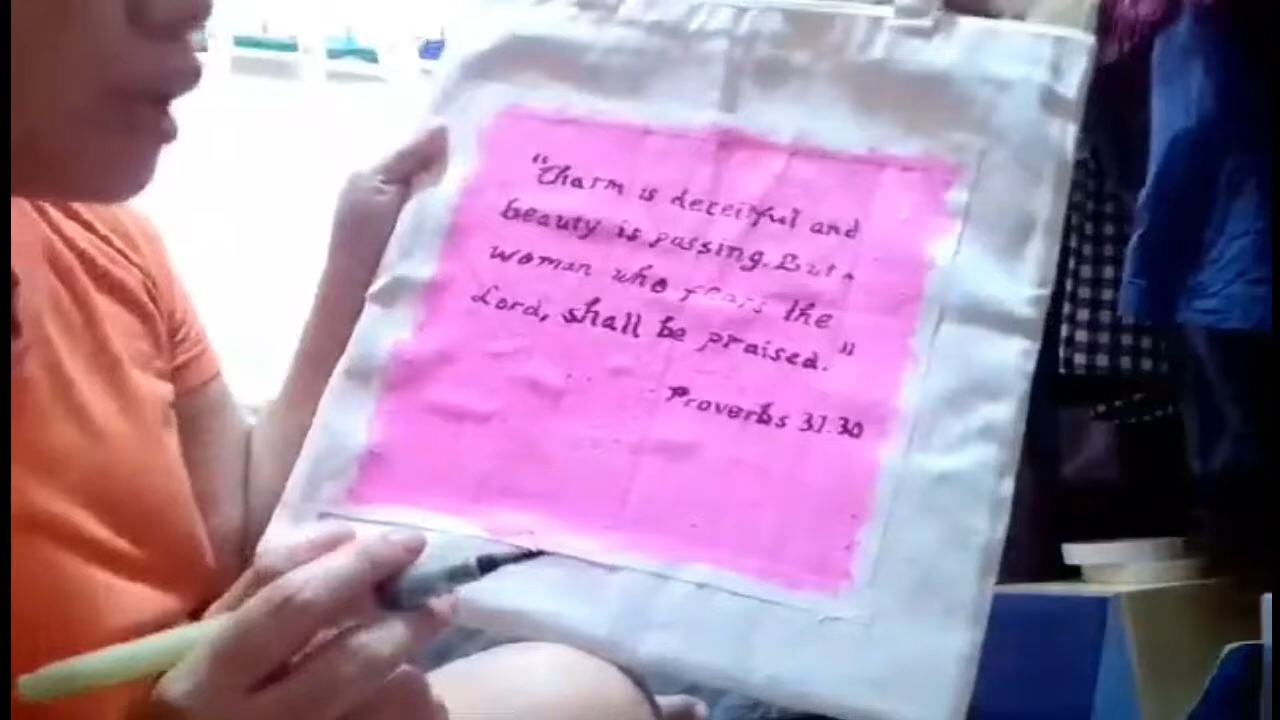 "Charm is deceitful and
beauty is passing. But a
woman who fears the
Lord, shall be praised."
Proverbs 31:30